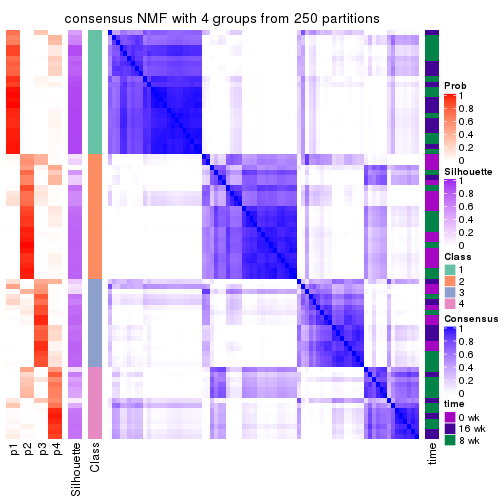 consensus NMF with 4 groups from 250 partitions
Prob
1
0.8
0.6
0.4
0.2
0
Silhouette
1
0.8
0.6
0.4
0.2
0
Class
1
2
3
4
Consensus
1
0.8
0.6
0.4
0.2
0
time
0 wk
16 wk
8 wk
p1
p2
p3
p4
Silhouette
Class
time